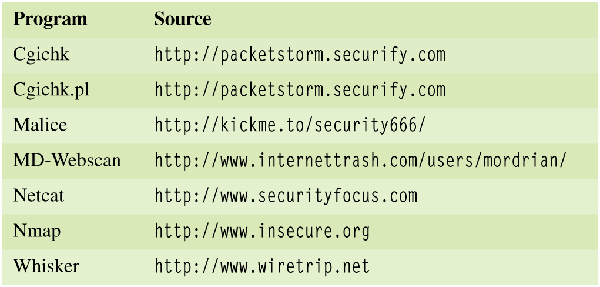 Program Source
Cgichk http://packetstorm.securify.com
Cgichk.pl http://packetstorm.securify.com
Malice http://kickme.to/security666/
MD-Webscan http://www.internettrash.com/users/mordrian/
Netcat http://www.securityfocus.com
Nmap http://www.insecure.org
Whisker http://www.wiretrip.net